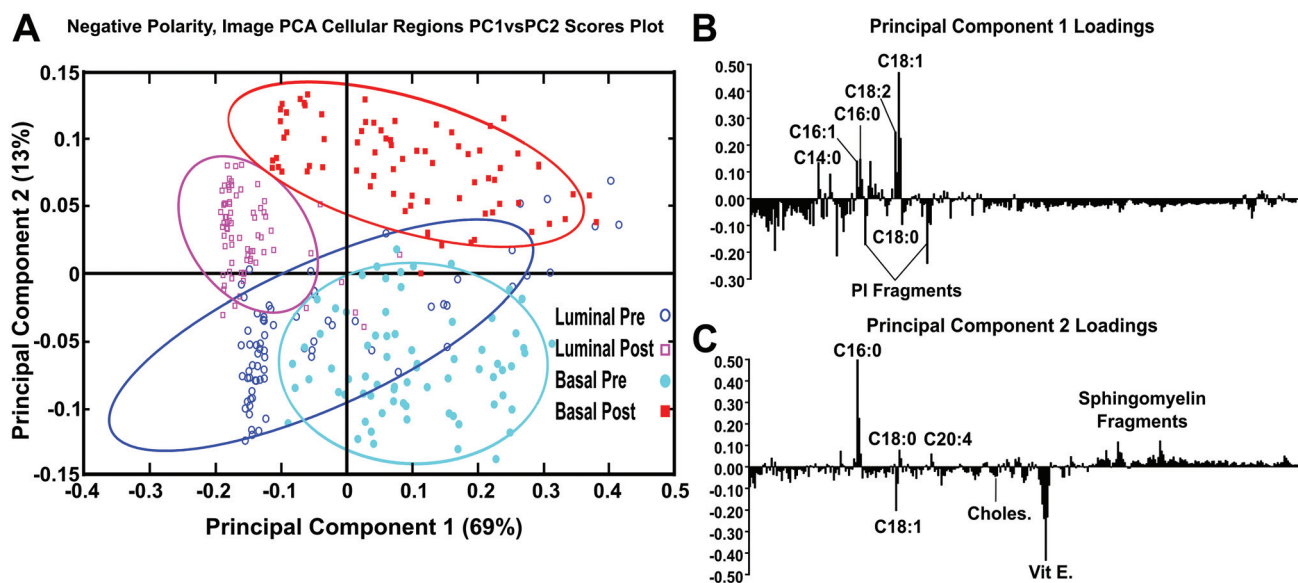 A
Negative Polarity, Image PCA Cellular Regions PC1vsPC2 Scores Plot
Principal Component 2 (13%)
0.15
0.1
0.05
0
-0.05
-0.1
-0.15
-0.4 -0.3 -0.2 -0.1 0 0.1 0.2 0.3 0.4 0.5
Principal Component 1 (69%)
Luminal Pre
Luminal Post
Basal Pre
Basal Post
B
Principal Component 1 Loadings
0.50
0.40
0.30
0.20
0.10
0.00
-0.10
-0.20
-0.30
C18:1
C18:2
C16:0
C16:1
C14:0
C18:0
PI Fragments
C
Principal Component 2 Loadings
0.50
0.40
0.30
0.20
0.10
0.00
-0.10
-0.20
-0.30
-0.40
-0.50
C16:0
C18:0
C20:4
Sphingomyelin
Fragments
C18:1
Choles.
Vit E.